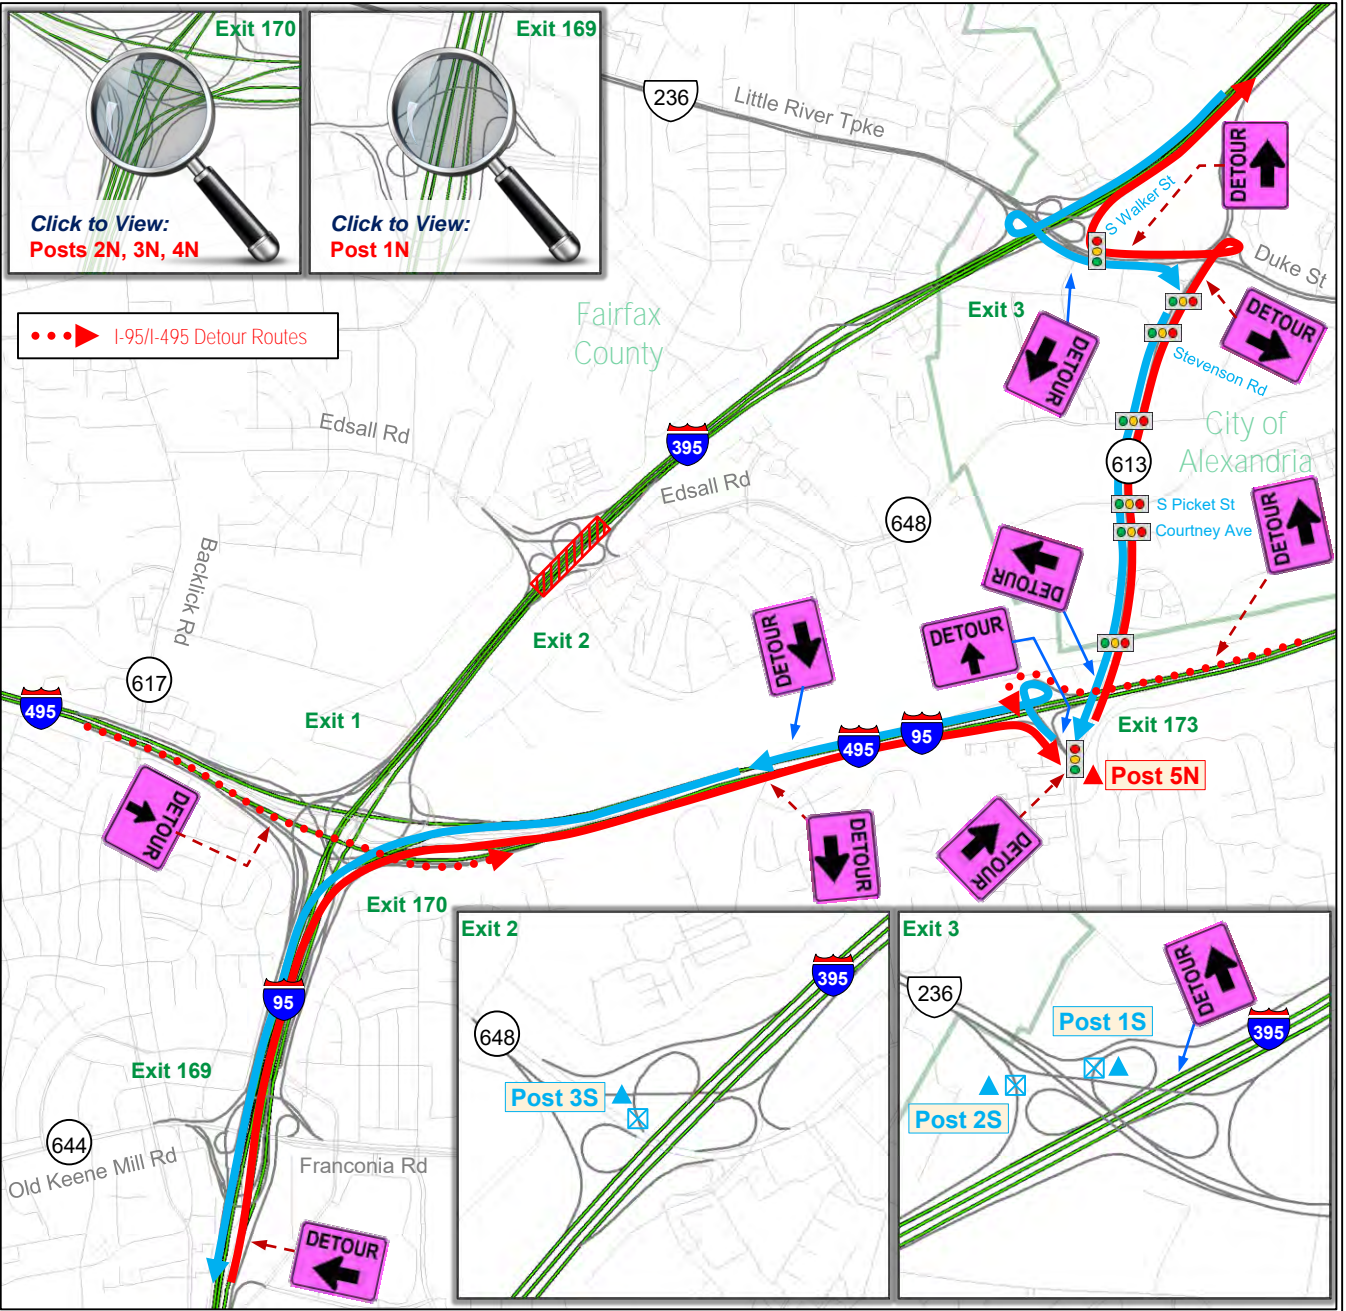 Exit 170
Click to View:
Posts 2N, 3N, 4N
Exit 169
Click to View:
Post 1N
236
Little River Tpke
DETOUR
S Walker St
Duke St
Exit 3
Fairfax
County
I-95/I-495 Detour Routes
DETOUR
DETOUR
Stevenson Rd
City of
Alexandria
Edsall Rd
395
Edsall Rd
613
S Picket St
Courtney Ave
DETOUR
648
DETOUR
Backlick Rd
Exit 2
DETOUR
DETOUR
617
495
Exit 1
Exit 173
495
95
Post 5N
DETOUR
DETOUR
DETOUR
Exit 170
95
Exit 169
644
Old Keene Mill Rd
Franconia Rd
DETOUR
Exit 2
395
648
Post 3S
Exit 3
236
DETOUR
395
Post 1S
Post 2S